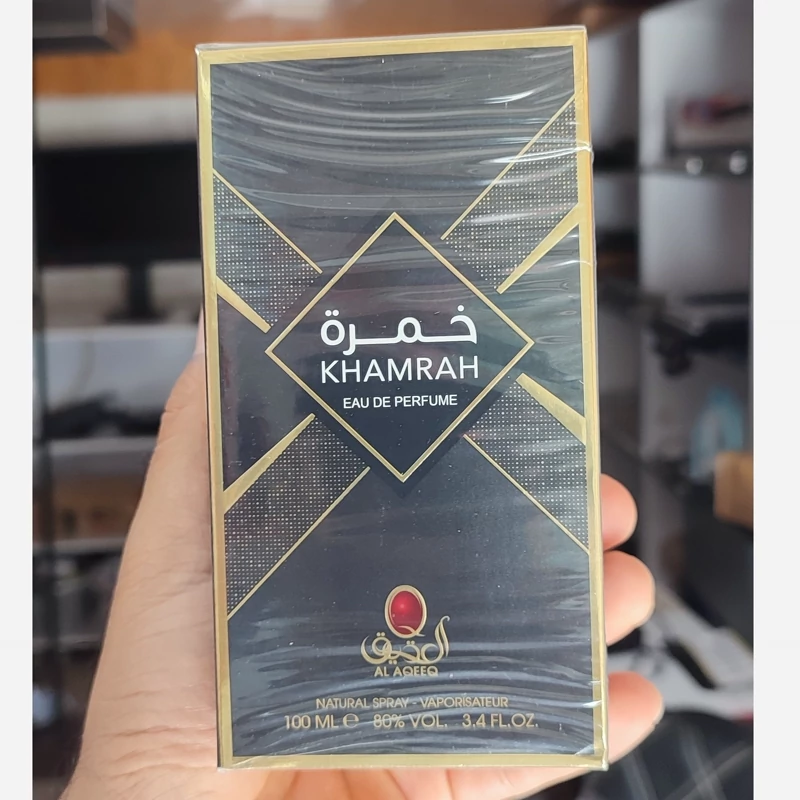 خمرة
KHAMRAH
EAU DE PERFUME
العقيق
AL AQEEQ
NATURAL SPRAY - VAPORISATEUR
100 ML ℮ 80% VOL. 3.4 FL.OZ.